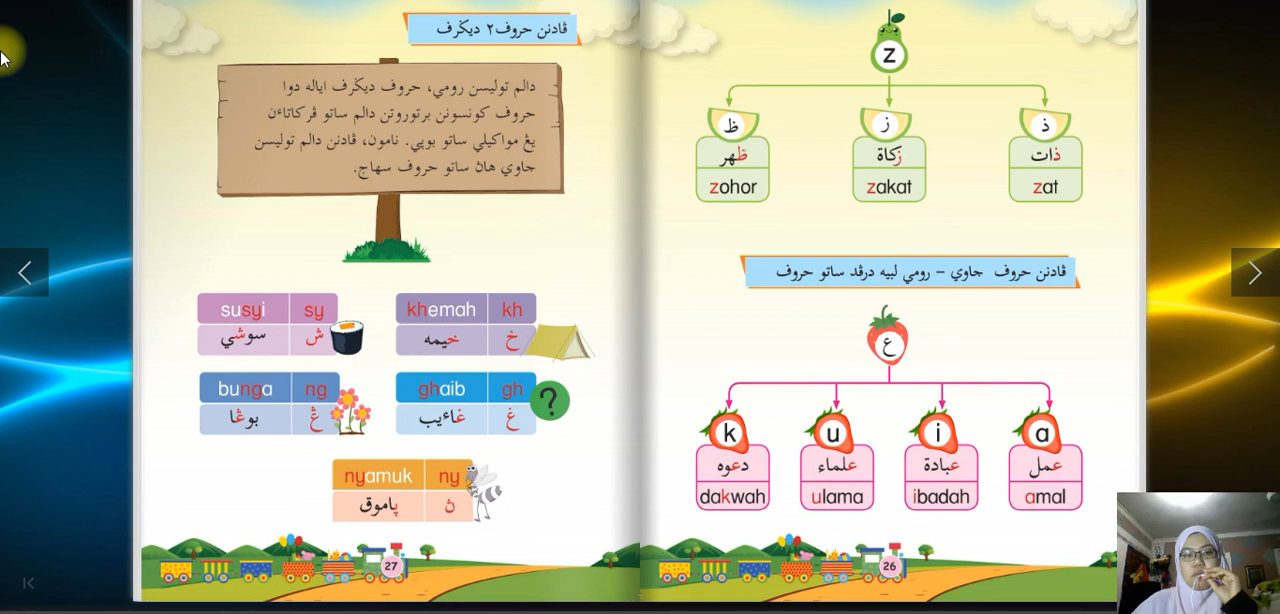 z
ذ ز ظ
ذات زكاة ظهر
zat zakat zohor
ڤادنن حروف جاوي – رومي لبيه درڤد ساتو حروف
ع
a i u k
عمل عبادة علماء دعوه
amal ibadah ulama dakwah
26
ڤادنن حروف٢ ديݢرف
دالم توليسن رومي، حروف ديݢرف اياله دوا
حروف كونسونن برتوروتن دالم ساتو ڤركاتاءن
يڠ مواكيلي ساتو بوڽي. نامون، ڤادنن دالم توليسن
جاوي هاڽ ساتو حروف سهاج.
kh khemah
خ خيمه
sy susyi
ش سوشي
gh ghaib
غ غاءيب
?
ng bunga
ڠ بوڠا
ny nyamuk
ڽ ڽاموق
27